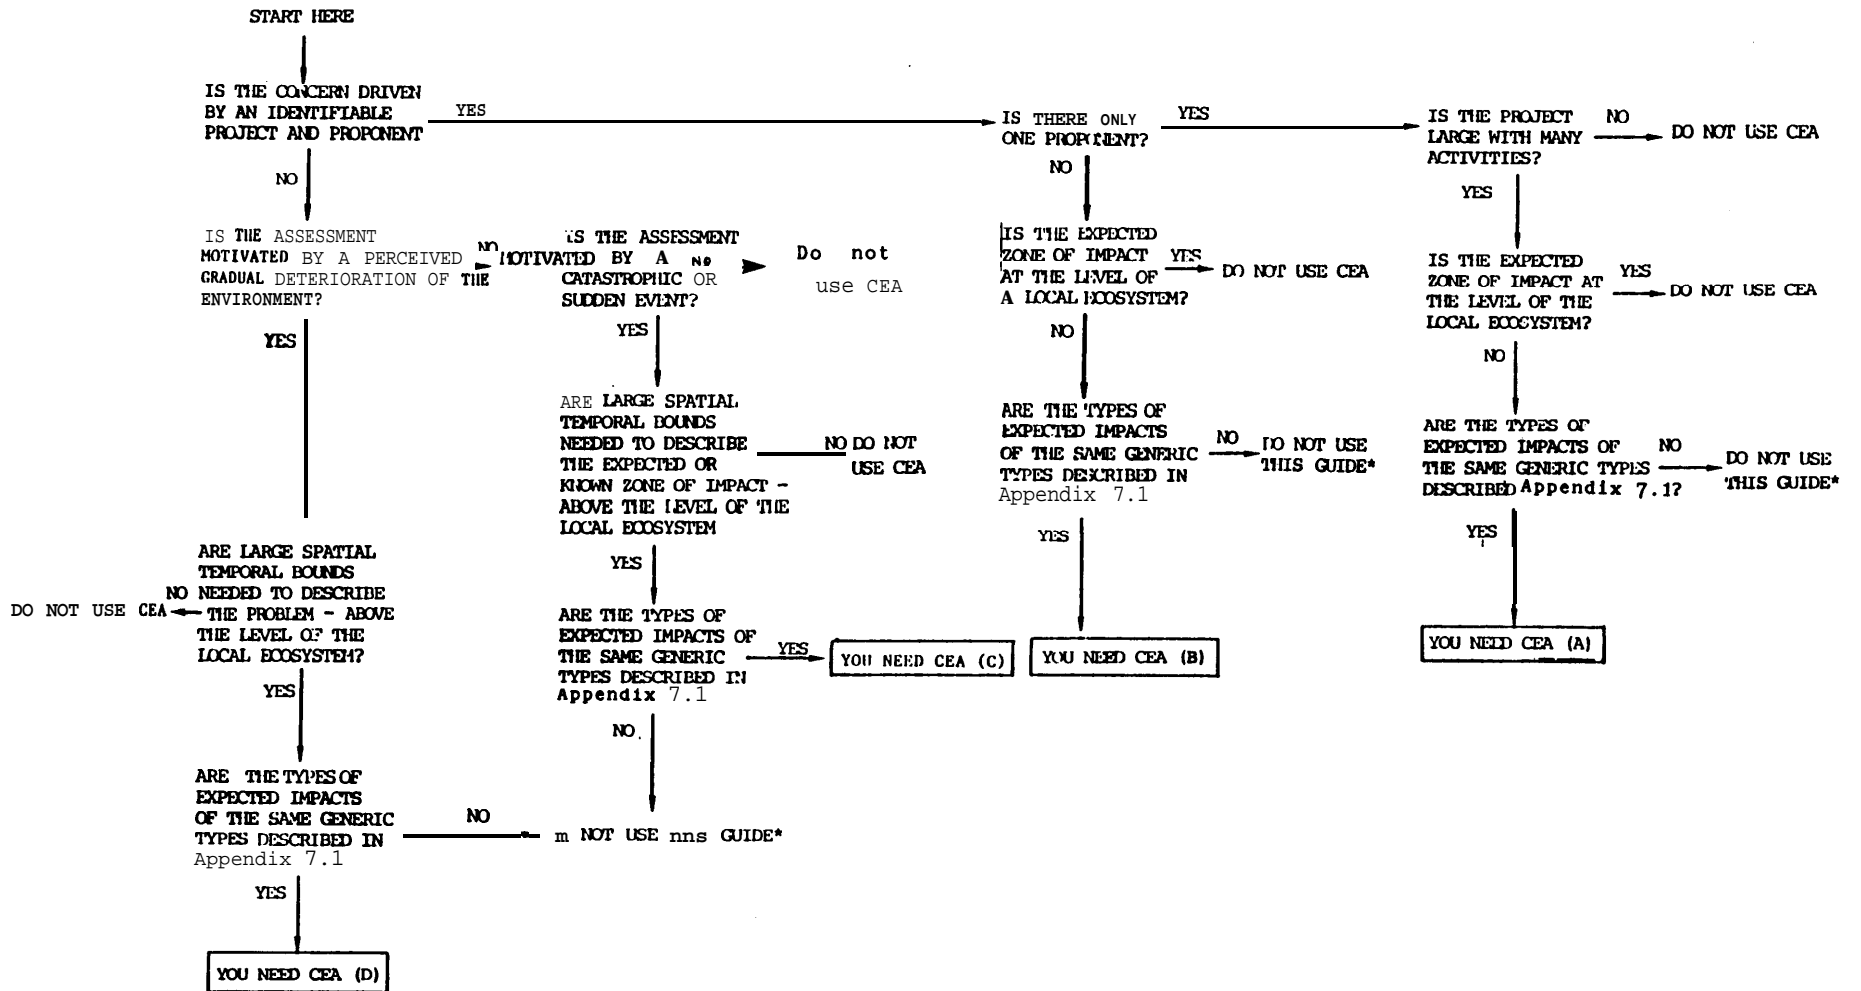 START HERE
IS THE CONCERN DRIVEN
BY AN IDENTIFIABLE
PROJECT AND PROPONENT
YES
IS THERE ONLY
ONE PROPONENT?
YES
IS THE PROJECT
LARGE WITH MANY
ACTIVITIES?
NO
DO NOT USE CEA
NO
NO
YES
IS THE ASSESSMENT
MOTIVATED BY A PERCEIVED
GRADUAL DETERIORATION OF THE
ENVIRONMENT?
NO
IS THE ASSESSMENT
MOTIVATED BY A
CATASTROPHIC OR
SUDDEN EVENT?
NO
Do not
use CEA
IS THE EXPECTED
ZONE OF IMPACT
AT THE LEVEL OF
A LOCAL ECOSYSTEM?
YES
DO NOT USE CEA
IS THE EXPECTED
ZONE OF IMPACT AT
THE LEVEL OF THE
LOCAL ECOSYSTEM?
YES
DO NOT USE CEA
YES
YES
NO
NO
ARE LARGE SPATIAL
TEMPORAL BOUNDS
NEEDED TO DESCRIBE
THE EXPECTED OR
KNOWN ZONE OF IMPACT -
ABOVE THE LEVEL OF THE
LOCAL ECOSYSTEM
NO
DO NOT
USE CEA
ARE THE TYPES OF
EXPECTED IMPACTS
OF THE SAME GENERIC
TYPES DESCRIBED IN
Appendix 7.1
NO
DO NOT USE
THIS GUIDE*
ARE THE TYPES OF
EXPECTED IMPACTS OF
THE SAME GENERIC TYPES
DESCRIBED Appendix 7.1?
NO
DO NOT USE
THIS GUIDE*
YES
YES
YES
ARE LARGE SPATIAL
TEMPORAL BOUNDS
NEEDED TO DESCRIBE
THE PROBLEM - ABOVE
THE LEVEL OF THE
LOCAL ECOSYSTEM?
NO
DO NOT USE CEA
ARE THE TYPES OF
EXPECTED IMPACTS OF
THE SAME GENERIC
TYPES DESCRIBED IN
Appendix 7.1
YES
YOU NEED CEA (C)
YOU NEED CEA (B)
YOU NEED CEA (A)
YES
NO
ARE THE TYPES OF
EXPECTED IMPACTS
OF THE SAME GENERIC
TYPES DESCRIBED IN
Appendix 7.1
NO
m NOT USE nns GUIDE*
YES
YOU NEED CEA (D)